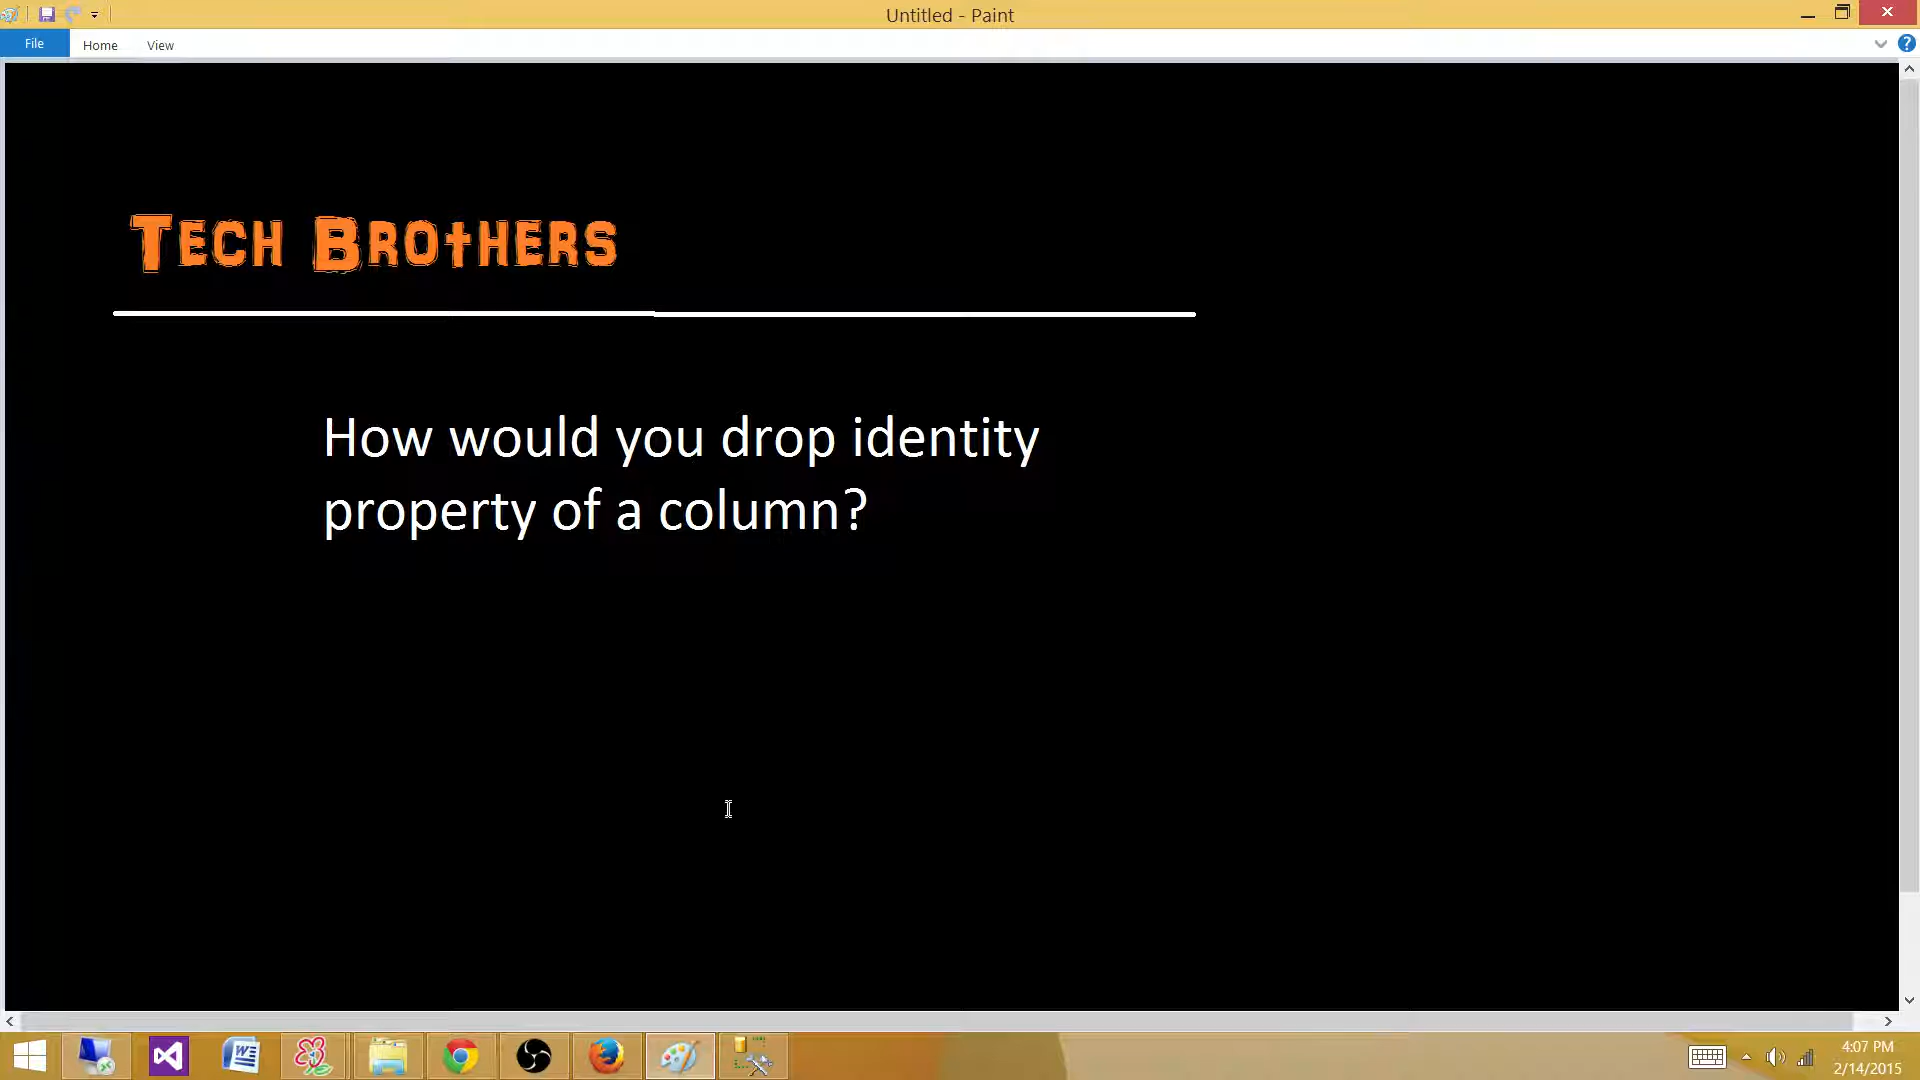 Untitled - Paint
File Home View
Tech Brothers
How would you drop identity
property of a column?
4:07 PM
2/14/2015